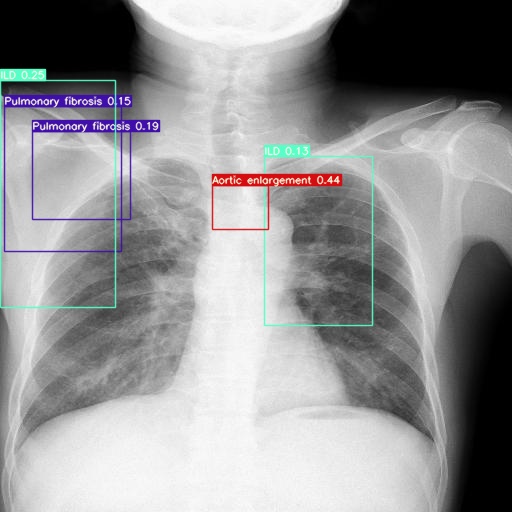 ILD 0.25
Pulmonary fibrosis 0.15
Pulmonary fibrosis 0.19
ILD 0.13
Aortic enlargement 0.44